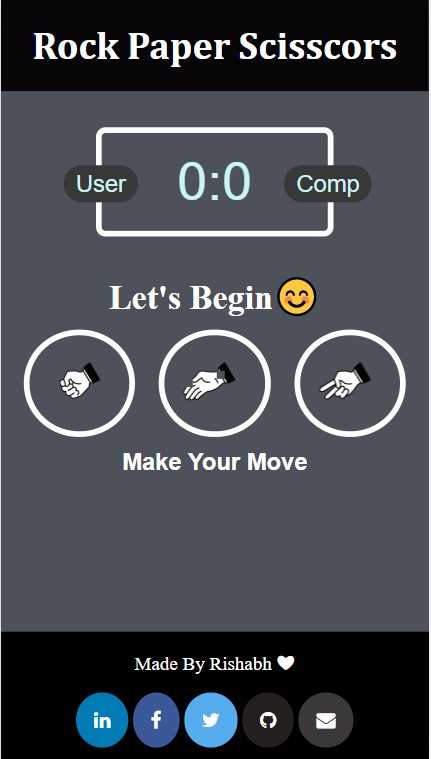 Rock Paper Scisscors
User 0:0 Comp
Let's Begin😊
Make Your Move
Made By Rishabh ♥
in f